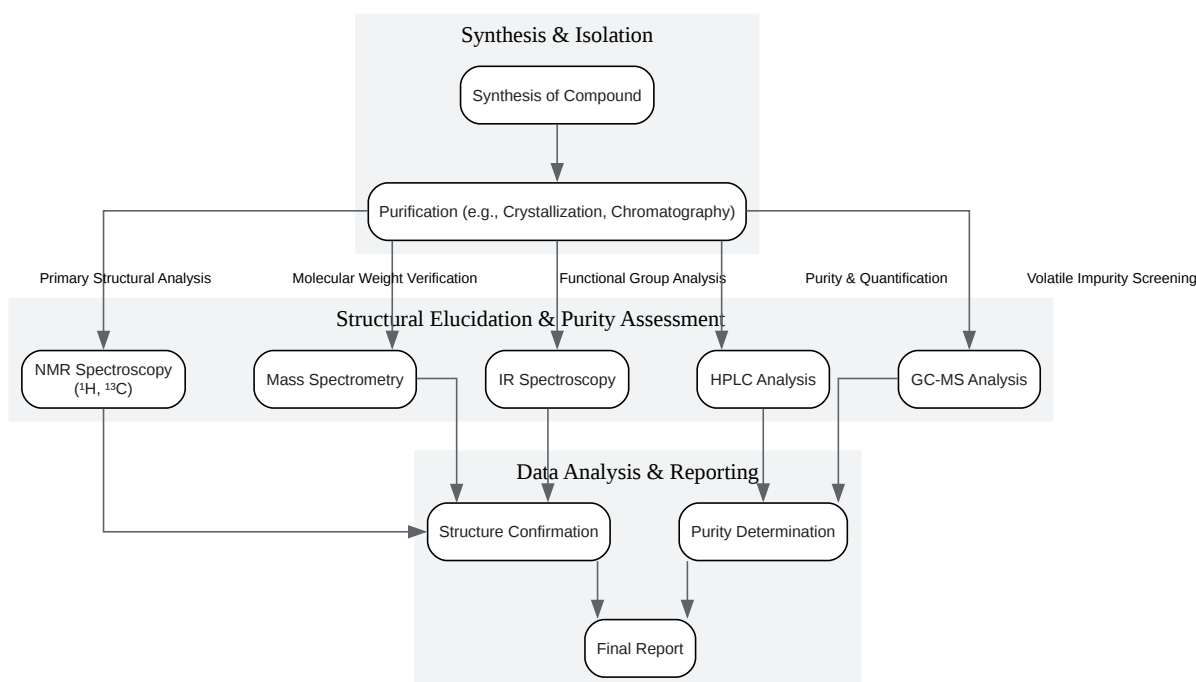 Synthesis & Isolation
Synthesis of Compound
Purification (e.g., Crystallization, Chromatography)
Primary Structural Analysis
Molecular Weight Verification
Functional Group Analysis
Purity & Quantification
Volatile Impurity Screening
Structural Elucidation & Purity Assessment
NMR Spectroscopy
(¹H, ¹³C)
Mass Spectrometry
IR Spectroscopy
HPLC Analysis
GC-MS Analysis
Data Analysis & Reporting
Structure Confirmation
Purity Determination
Final Report